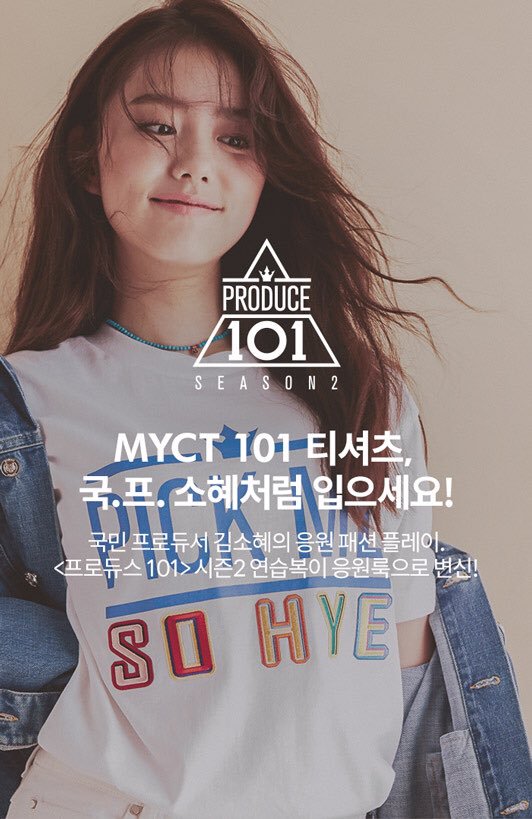 PRODUCE
101
SEASON2
MYCT 101 티셔츠,
국.프. 소혜처럼 입으세요!
PICK M
국민 프로듀서 김소혜의 응원 패션 플레이.
<프로듀스 101> 시즌2 연습복이 응원룩으로 변신!
SO HYE